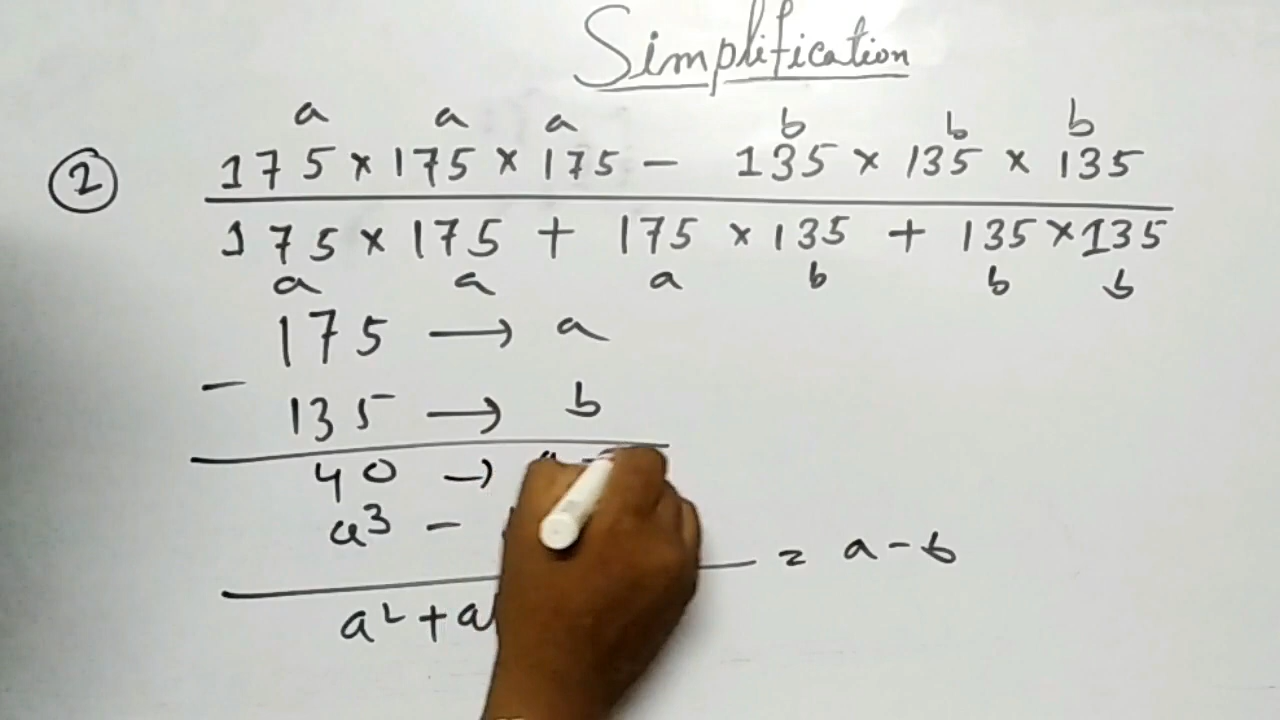 Simplification
a a a b b b
② 175 × 175 × 175 - 135 × 135 × 135
175 × 175 + 175 × 135 + 135 × 135
a a a b b b
175 → a
- 135 → b
40 →
a³ -
= a - b
a² + a